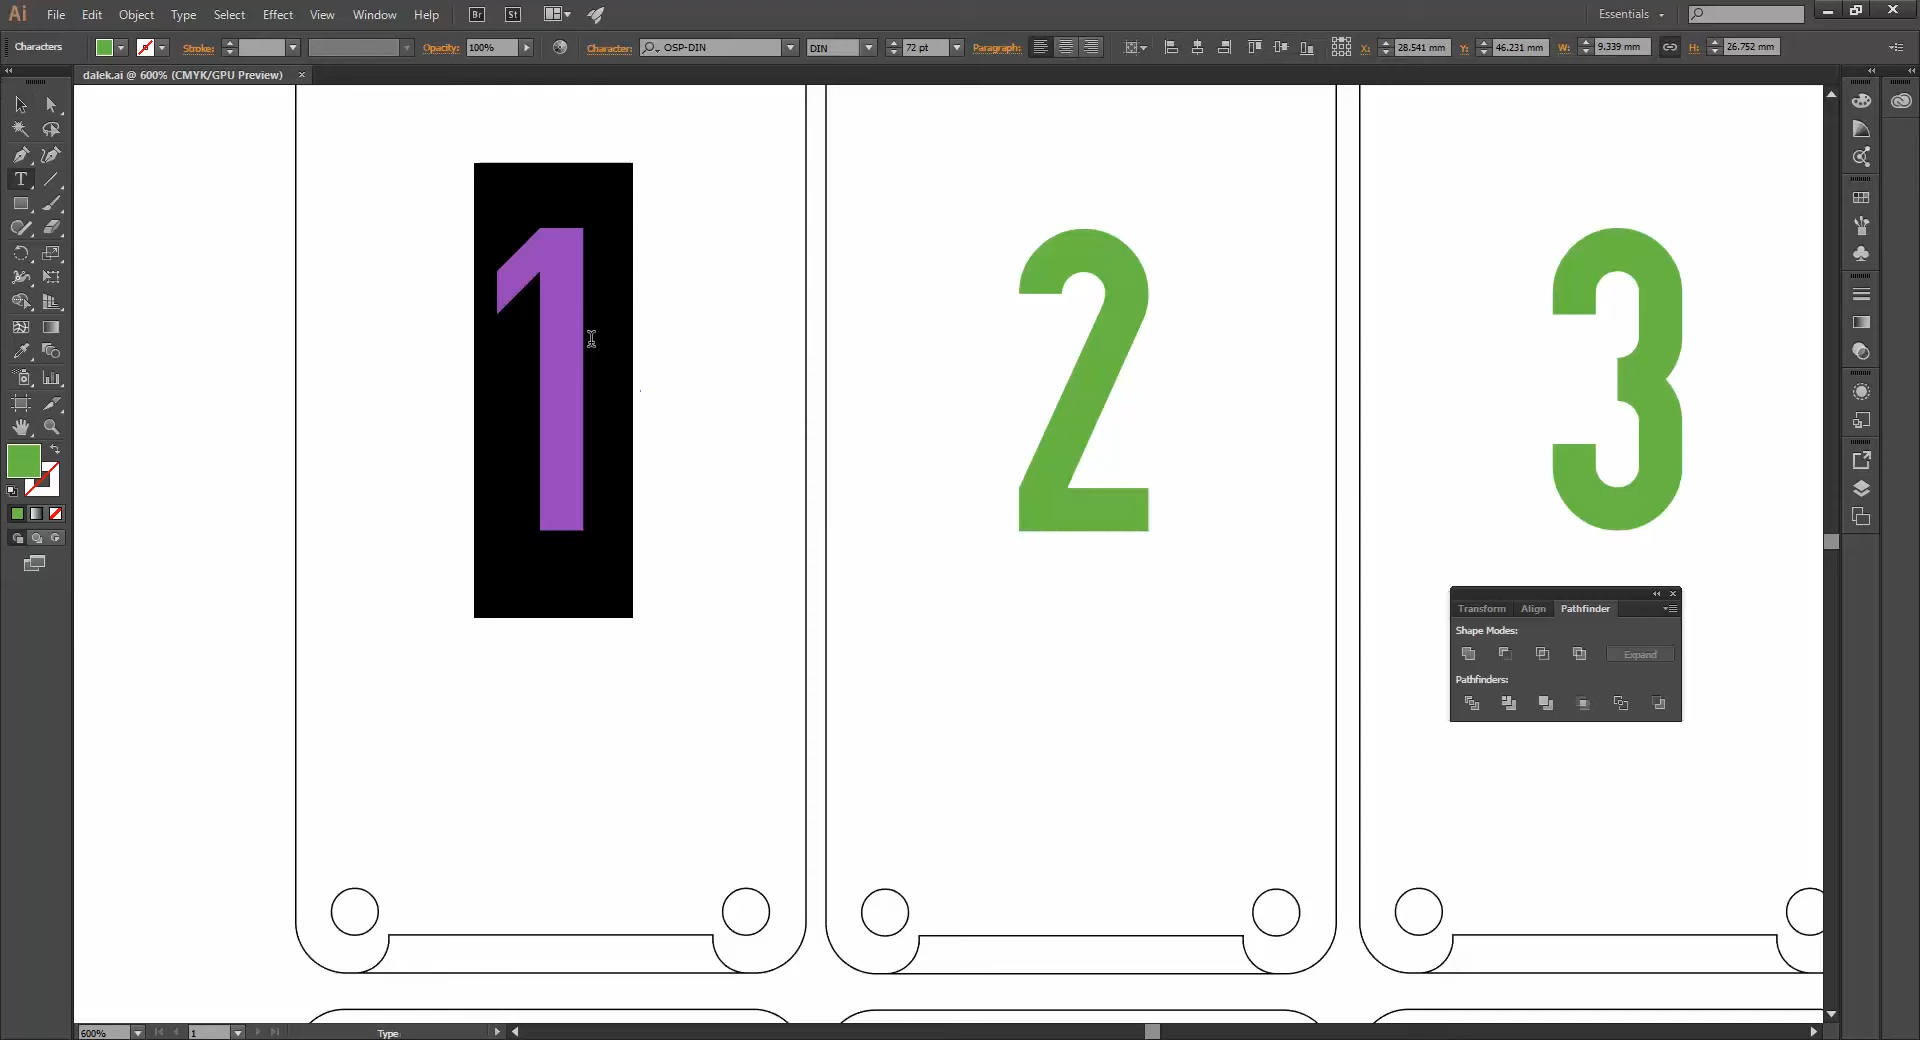 Ai File Edit Object Type Select Effect View Window Help Br St Essentials
Characters Stroke: Opacity: 100% Character: OSP-DIN DIN 72 pt Paragraph: X: 28.541 mm Y: 46.231 mm W: 9.339 mm H: 26.752 mm
dalek.ai @ 600% (CMYK/GPU Preview)
T
1 2 3
Transform Align Pathfinder
Shape Modes:
Expand
Pathfinders:
600% 1 Type